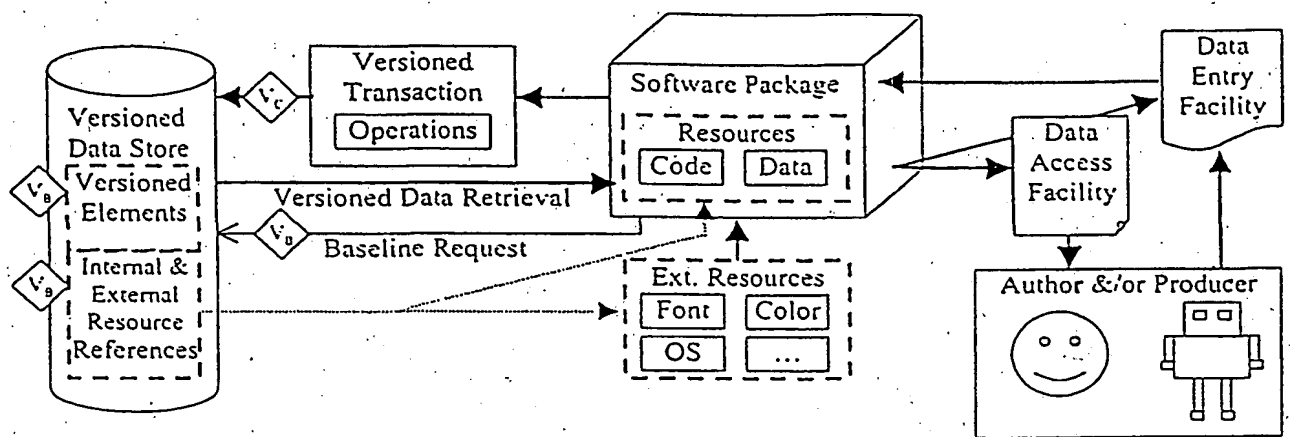 Versioned
Data Store
Versioned
Elements
Internal &
External
Resource
References
Versioned
Transaction
Operations
Versioned Data Retrieval
Baseline Request
Software Package
Resources
Code
Data
Ext. Resources
Font
Color
OS
...
Data
Entry
Facility
Data
Access
Facility
Author &/or Producer